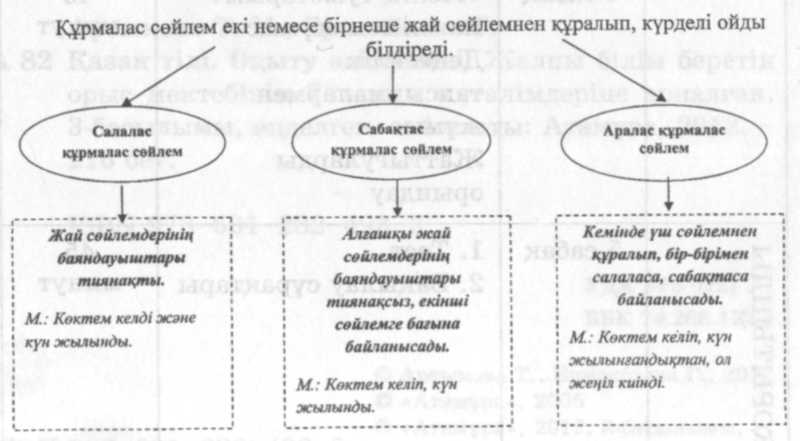 Құрмалас сөйлем екі немесе бірнеше жай сөйлемнен құралып, күрделі ойды
білдіреді.
Салалас
құрмалас сөйлем
Сабақтас
құрмалас сөйлем
Аралас құрмалас
сөйлем
Жай сөйлемдерінің
баяндауыштары
тиянақты.
М.: Көктем келді және
күн жылынды.
Алғашқы жай
сөйлемдерінің
баяндауыштары
тиянақсыз, екінші
сөйлемге бағына
байланысады.
М.: Көктем келіп, күн
жылынды.
Кемінде үш сөйлемнен
құралып, бір-бірімен
салаласа, сабақтаса
байланысады.
М.: Көктем келіп, күн
жылынғандықтан, ол
жеңіл киінді.